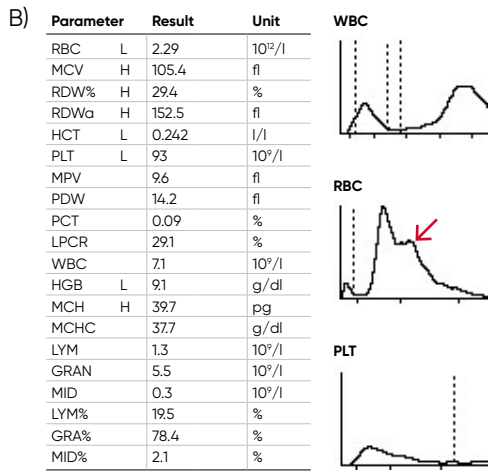 B)
Parameter Result Unit
RBC L 2.29 10¹²/l
MCV H 105.4 fl
RDW% H 29.4 %
RDWa H 152.5 fl
HCT L 0.242 l/l
PLT L 93 10⁹/l
MPV 9.6 fl
PDW 14.2 fl
PCT 0.09 %
LPCR 29.1 %
WBC 7.1 10⁹/l
HGB L 9.1 g/dl
MCH H 39.7 pg
MCHC 37.7 g/dl
LYM 1.3 10⁹/l
GRAN 5.5 10⁹/l
MID 0.3 10⁹/l
LYM% 19.5 %
GRA% 78.4 %
MID% 2.1 %
WBC
RBC
PLT